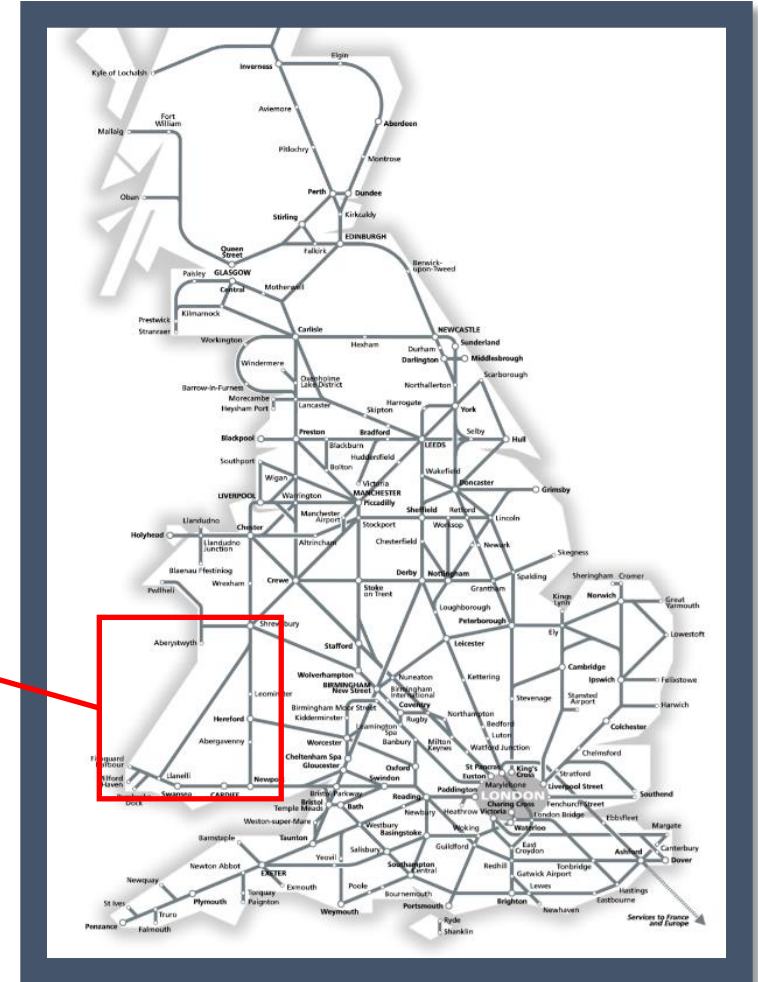 Elgin
Inverness
Kyle of Lochalsh
Aviemore
Fort
William
Mallaig
Aberdeen
Pitlochry
Montrose
Perth
Dundee
Oban
Stirling
Kirkcaldy
EDINBURGH
Queen
Street
Falkirk
Berwick-
upon-Tweed
Paisley
GLASGOW
Central
Motherwell
Kilmarnock
Prestwick
Stranraer
Carlisle
NEWCASTLE
Workington
Hexham
Sunderland
Durham
Darlington
Middlesbrough
Windermere
Oxenholme
Lake District
Northallerton
Scarborough
Barrow-in-Furness
Morecambe
Heysham Port
Lancaster
Harrogate
Skipton
York
Blackpool
Preston
Bradford
Selby
Blackburn
LEEDS
Hull
Southport
Huddersfield
Bolton
Wakefield
Wigan
Victoria
MANCHESTER
Piccadilly
Doncaster
Grimsby
LIVERPOOL
Warrington
Manchester
Airport
Sheffield
Retford
Lincoln
Llandudno
Stockport
Worksop
Holyhead
Chester
Llandudno
Junction
Altrincham
Chesterfield
Newark
Blaenau Ffestiniog
Skegness
Pwllheli
Wrexham
Crewe
Stoke
on Trent
Derby
Nottingham
Grantham
Spalding
Sheringham
Cromer
Kings
Lynn
Norwich
Great
Yarmouth
Loughborough
Peterborough
Shrewsbury
Aberystwyth
Stafford
Leicester
Ely
Lowestoft
Wolverhampton
BIRMINGHAM
New Street
Nuneaton
Birmingham
International
Kettering
Cambridge
Ipswich
Felixstowe
Leominster
Birmingham Moor Street
Coventry
Stevenage
Stansted
Airport
Harwich
Kidderminster
Rugby
Northampton
Hereford
Leamington
Spa
Bedford
Colchester
Worcester
Banbury
Milton
Keynes
Luton
Abergavenny
Watford Junction
Cheltenham Spa
Chelmsford
Gloucester
Oxford
St Pancras
King's
Cross
Fishguard
Harbour
Euston
Stratford
Milford
Haven
Llanelli
Newport
Swindon
Marylebone
Liverpool Street
Dock
Swansea
CARDIFF
Bristol Parkway
Reading
Paddington
LONDON
Southend
Bristol
Temple Meads
Bath
Newbury
Heathrow
Charing Cross
Victoria
Fenchurch Street
London Bridge
Ebbsfleet
Weston-super-Mare
Westbury
Basingstoke
Woking
Waterloo
Margate
Barnstaple
Taunton
Guildford
East
Croydon
Canterbury
Salisbury
Ashford
Dover
Yeovil
Newton Abbot
Southampton
Central
Redhill
Tonbridge
EXETER
Gatwick Airport
Newquay
Exmouth
Poole
Lewes
Hastings
Torquay
Paignton
Bournemouth
Eastbourne
St Ives
Plymouth
Weymouth
Portsmouth
Brighton
Newhaven
Truro
Ryde
Services to France
and Europe
Penzance
Falmouth
Shanklin